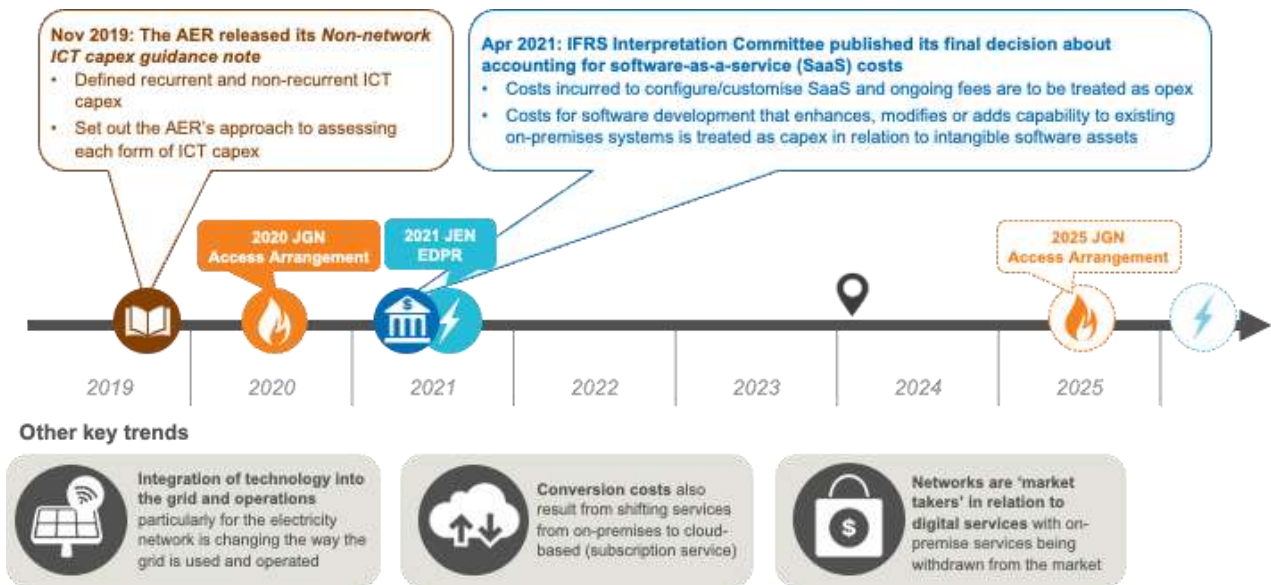 Nov 2019: The AER released its Non-network
ICT capex guidance note
• Defined recurrent and non-recurrent ICT
capex
• Set out the AER's approach to assessing
each form of ICT capex
Apr 2021: IFRS Interpretation Committee published its final decision about
accounting for software-as-a-service (SaaS) costs
• Costs incurred to configure/customise SaaS and ongoing fees are to be treated as opex
• Costs for software development that enhances, modifies or adds capability to existing
on-premises systems is treated as capex in relation to intangible software assets
2020 JGN
Access Arrangement
2021 JEN
EDPR
2025 JGN
Access Arrangement
$
2019
2020
2021
2022
2023
2024
2025
Other key trends
Integration of technology into
the grid and operations
particularly for the electricity
network is changing the way the
grid is used and operated
Conversion costs also
result from shifting services
from on-premises to cloud-
based (subscription service)
$
Networks are 'market
takers' in relation to
digital services with on-
premise services being
withdrawn from the market